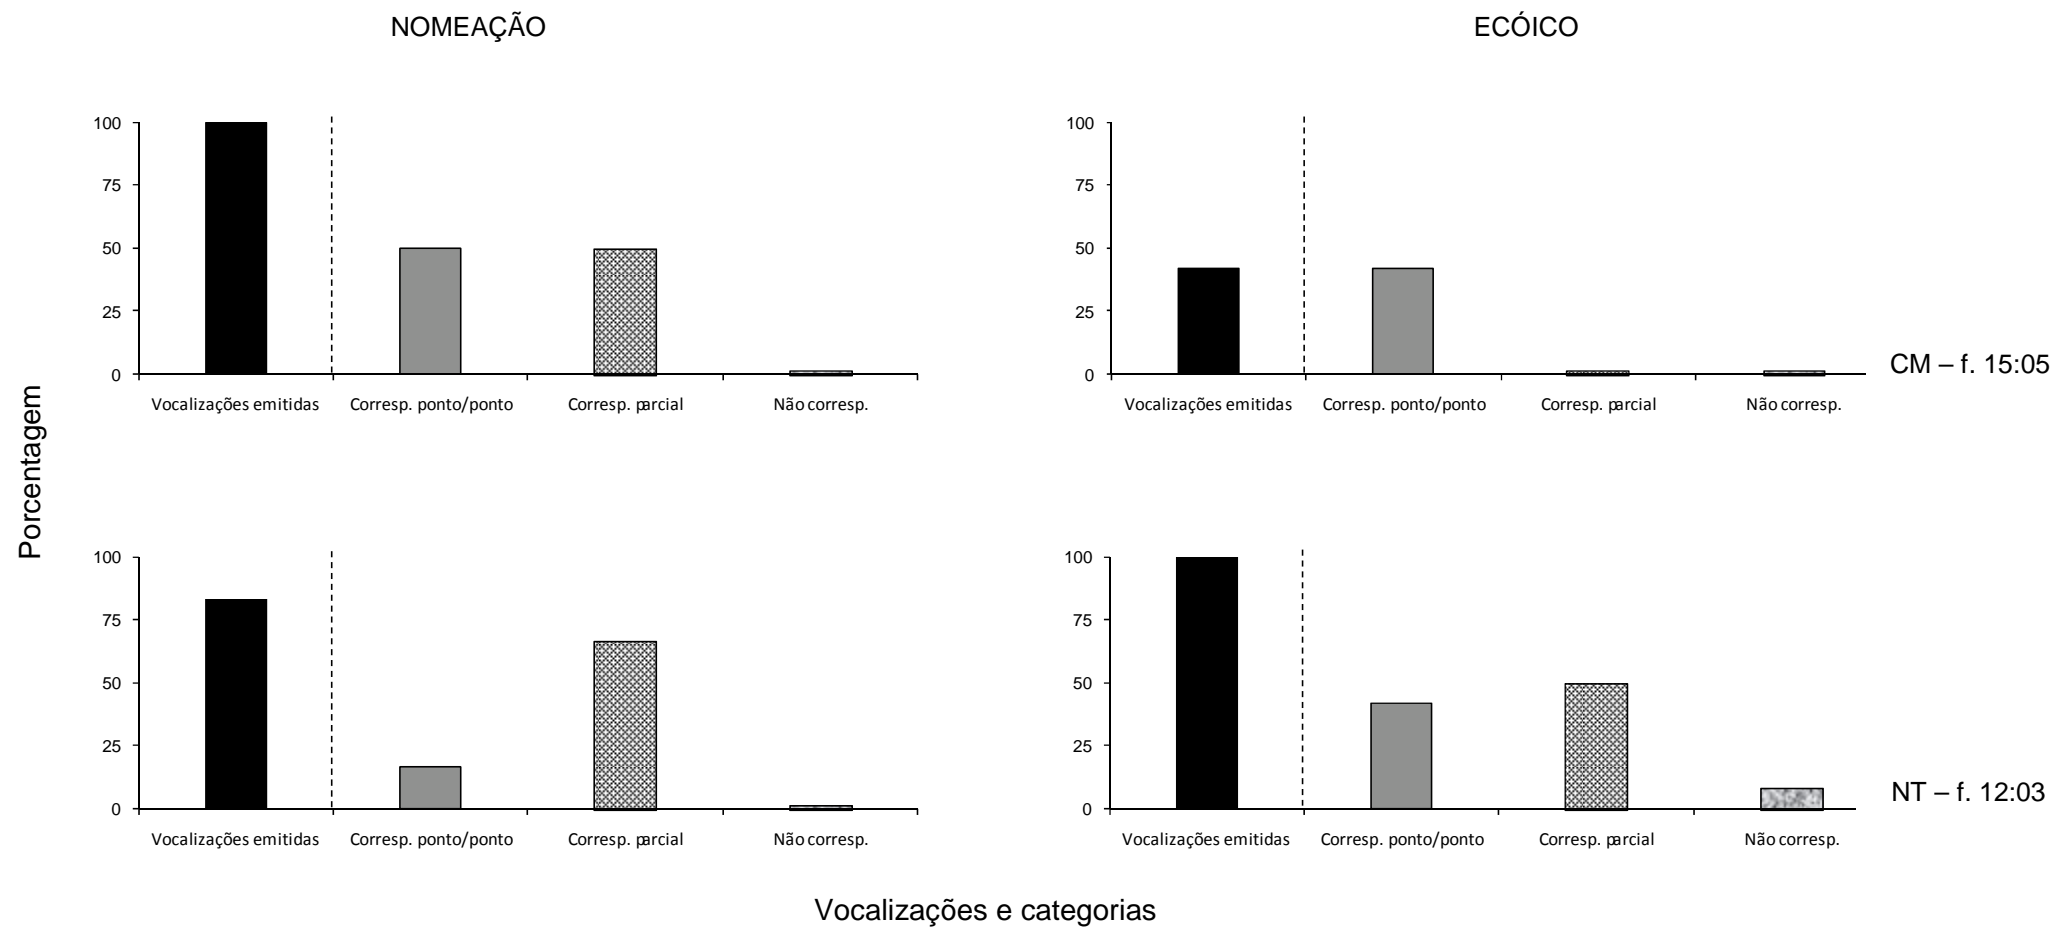 NOMEAÇÃO
ECÓICO
100
75
50
25
0
Vocalizações emitidas Corresp. ponto/ponto Corresp. parcial Não corresp.
100
75
50
25
0
Vocalizações emitidas Corresp. ponto/ponto Corresp. parcial Não corresp.
CM – f. 15:05
Porcentagem
100
75
50
25
0
Vocalizações emitidas Corresp. ponto/ponto Corresp. parcial Não corresp.
100
75
50
25
0
Vocalizações emitidas Corresp. ponto/ponto Corresp. parcial Não corresp.
NT – f. 12:03
Vocalizações e categorias